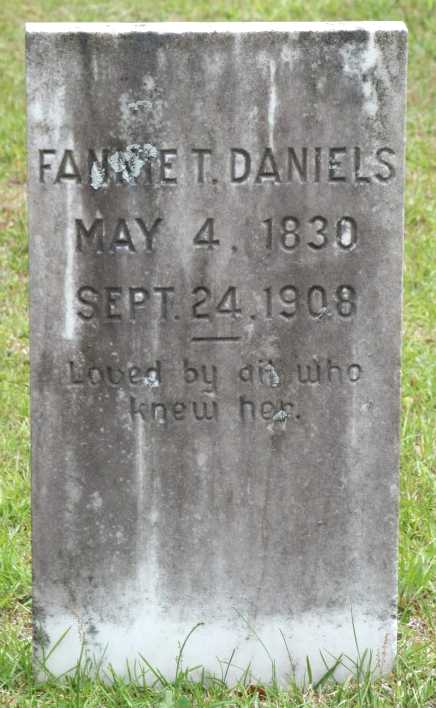 FANNIE T. DANIELS
MAY 4, 1830
SEPT. 24, 1908
Loved by all who
knew her.